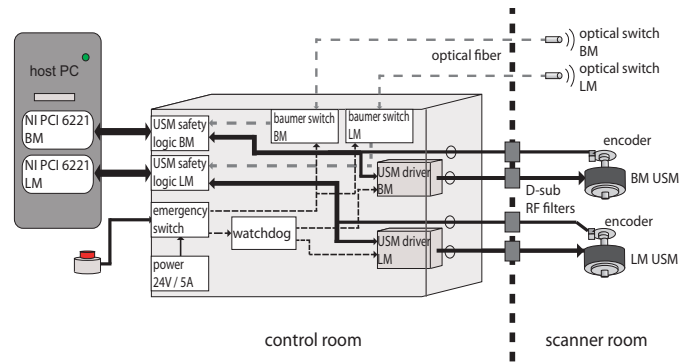 optical switch
BM
optical fiber
optical switch
LM
host PC
NI PCI 6221
BM
NI PCI 6221
LM
USM safety
logic BM
USM safety
logic LM
baumer switch
BM
baumer switch
LM
encoder
USM driver
BM
BM USM
D-sub
RF filters
emergency
switch
watchdog
encoder
USM driver
LM
LM USM
power
24V / 5A
control room
scanner room